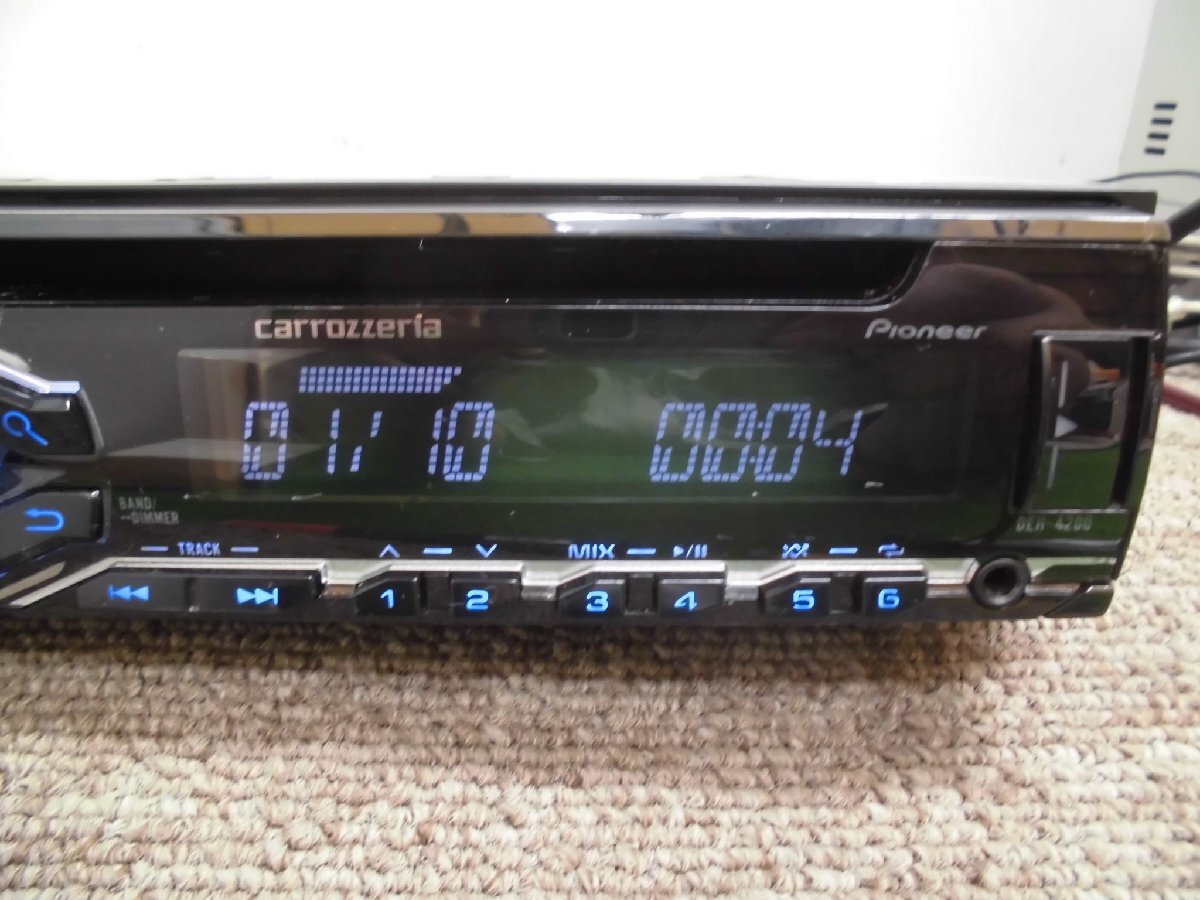 carrozzeria
Pioneer
01/10 00:04
BAND/
DIMMER
DEH-4200
TRACK
MIX
1 2 3 4 5 6